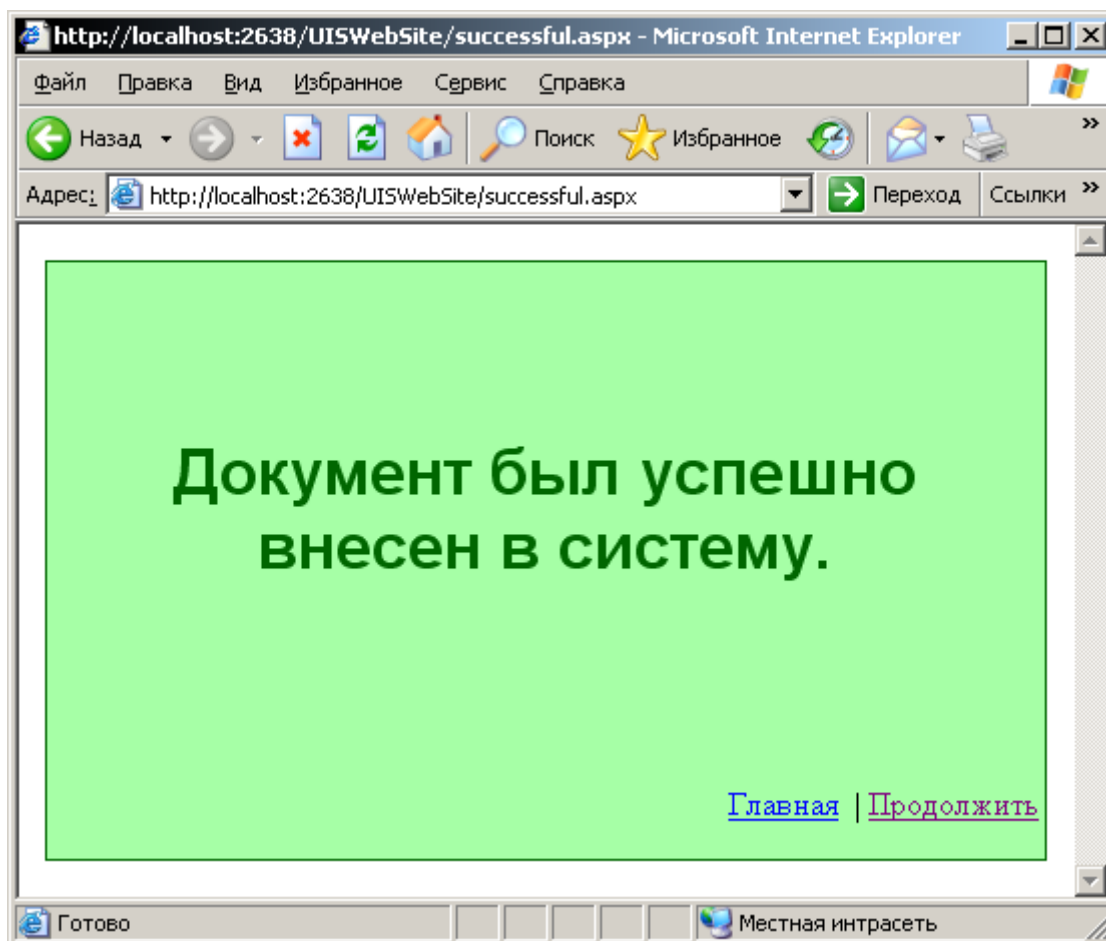 http://localhost:2638/UISWebSite/successful.aspx - Microsoft Internet Explorer
Файл Правка Вид Избранное Сервис Справка
Назад Поиск Избранное »
Адрес: http://localhost:2638/UISWebSite/successful.aspx Переход Ссылки »
Документ был успешно
внесен в систему.
Главная | Продолжить
Готово Местная интрасеть